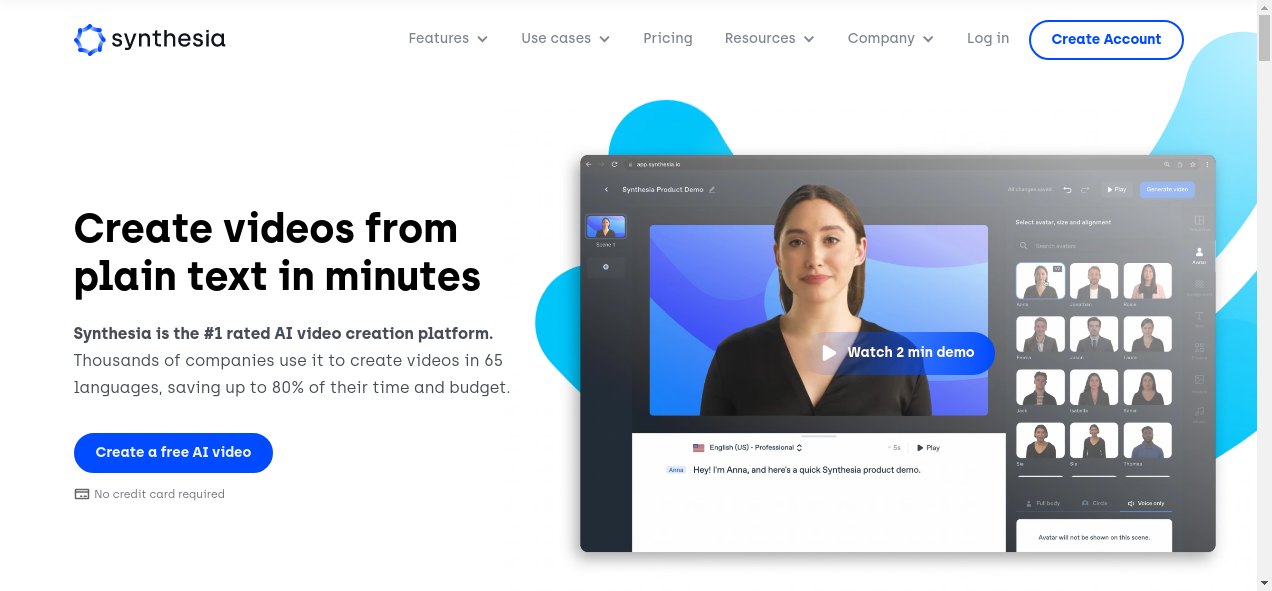 synthesia
Features
Use cases
Pricing
Resources
Company
Log in
Create Account
Create videos from
plain text in minutes
Synthesia is the #1 rated AI video creation platform.
Thousands of companies use it to create videos in 65
languages, saving up to 80% of their time and budget.
Create a free AI video
No credit card required
app.synthesia.io
Synthesia Product Demo
All changes saved
Play
Generate video
Scene 1
Select avatar, size and alignment
Search avatars
Avatar
Anna
Jonathan
Rosie
Emma
Jason
Laura
Jack
Isabella
Sonia
Thomas
Watch 2 min demo
English (US) - Professional
~ 5s
Play
Anna
Hey! I'm Anna, and here's a quick Synthesia product demo.
Full body
Circle
Voice only
Avatar will not be shown on this scene.